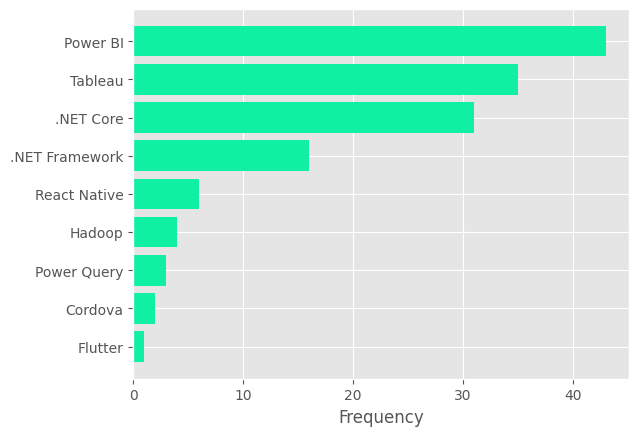 Power BI
Tableau
.NET Core
.NET Framework
React Native
Hadoop
Power Query
Cordova
Flutter
0 10 20 30 40
Frequency